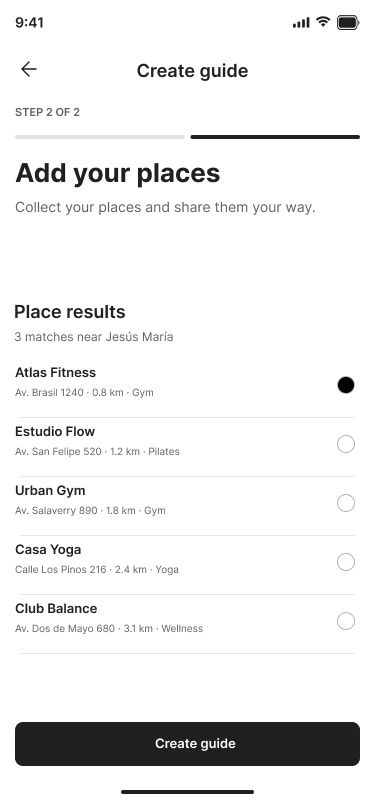 9:41
Create guide
STEP 2 OF 2
Add your places
Collect your places and share them your way.
Place results
3 matches near Jesús María
Atlas Fitness
Av. Brasil 1240 · 0.8 km · Gym
Estudio Flow
Av. San Felipe 520 · 1.2 km · Pilates
Urban Gym
Av. Salaverry 890 · 1.8 km · Gym
Casa Yoga
Calle Los Pinos 216 · 2.4 km · Yoga
Club Balance
Av. Dos de Mayo 680 · 3.1 km · Wellness
Create guide